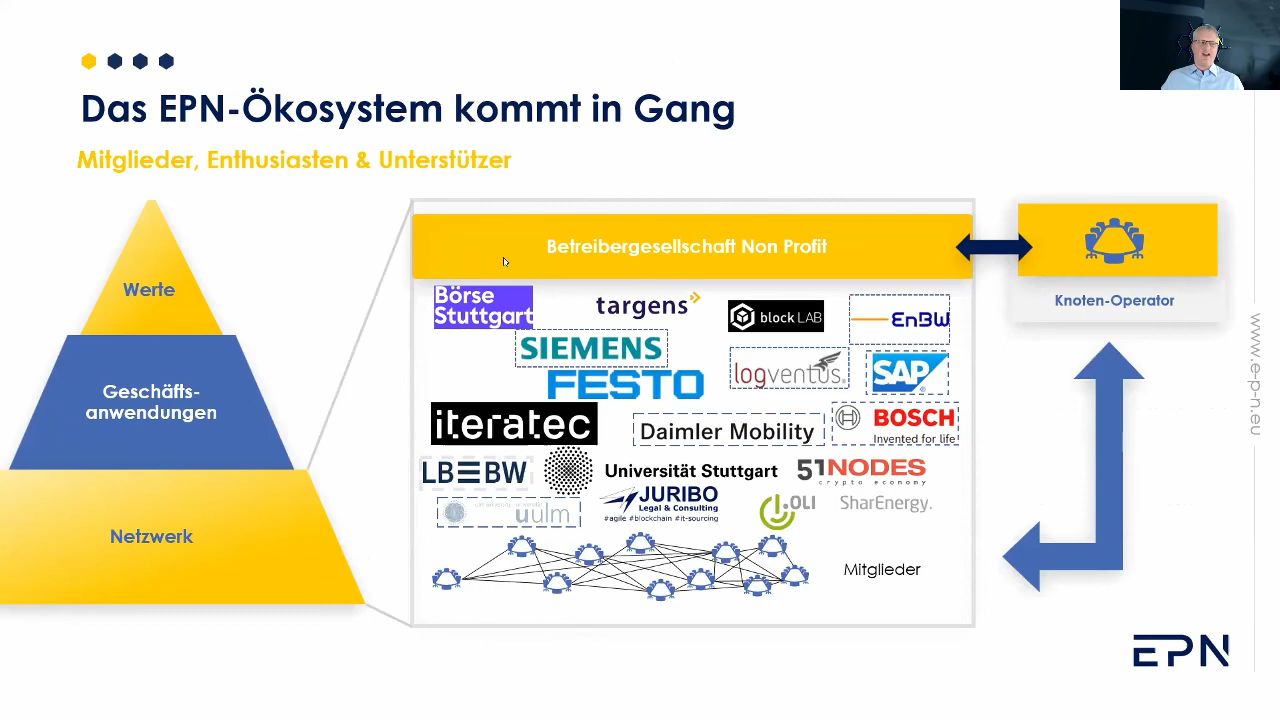 Das EPN-Ökosystem kommt in Gang
Mitglieder, Enthusiasten & Unterstützer
Werte
Geschäfts-
anwendungen
Netzwerk
Betreibergesellschaft Non Profit
Börse
Stuttgart
targens
block LAB
EnBW
SIEMENS
FESTO
logventus
SAP
iteratec
Daimler Mobility
BOSCH
Invented for life
LBBW
Universität Stuttgart
51NODES
crypto economy
uulm
JURIBO
Legal & Consulting
#agile #blockchain #it-sourcing
.OLI
SharEnergy.
Mitglieder
Knoten-Operator
www.e-p-n.eu
EPN